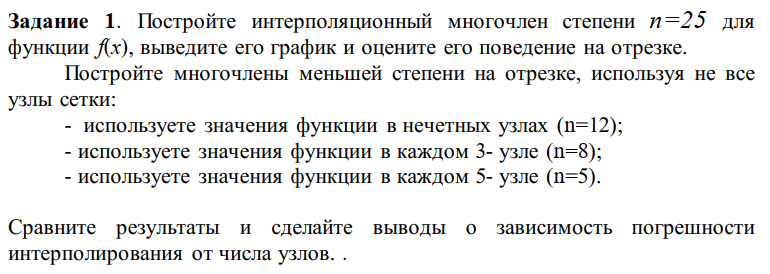 Задание 1. Постройте интерполяционный многочлен степени n=25 для
функции f(x), выведите его график и оцените его поведение на отрезке.
Постройте многочлены меньшей степени на отрезке, используя не все
узлы сетки:
- используете значения функции в нечетных узлах (n=12);
- используете значения функции в каждом 3- узле (n=8);
- используете значения функции в каждом 5- узле (n=5).
Сравните результаты и сделайте выводы о зависимость погрешности
интерполирования от числа узлов. .